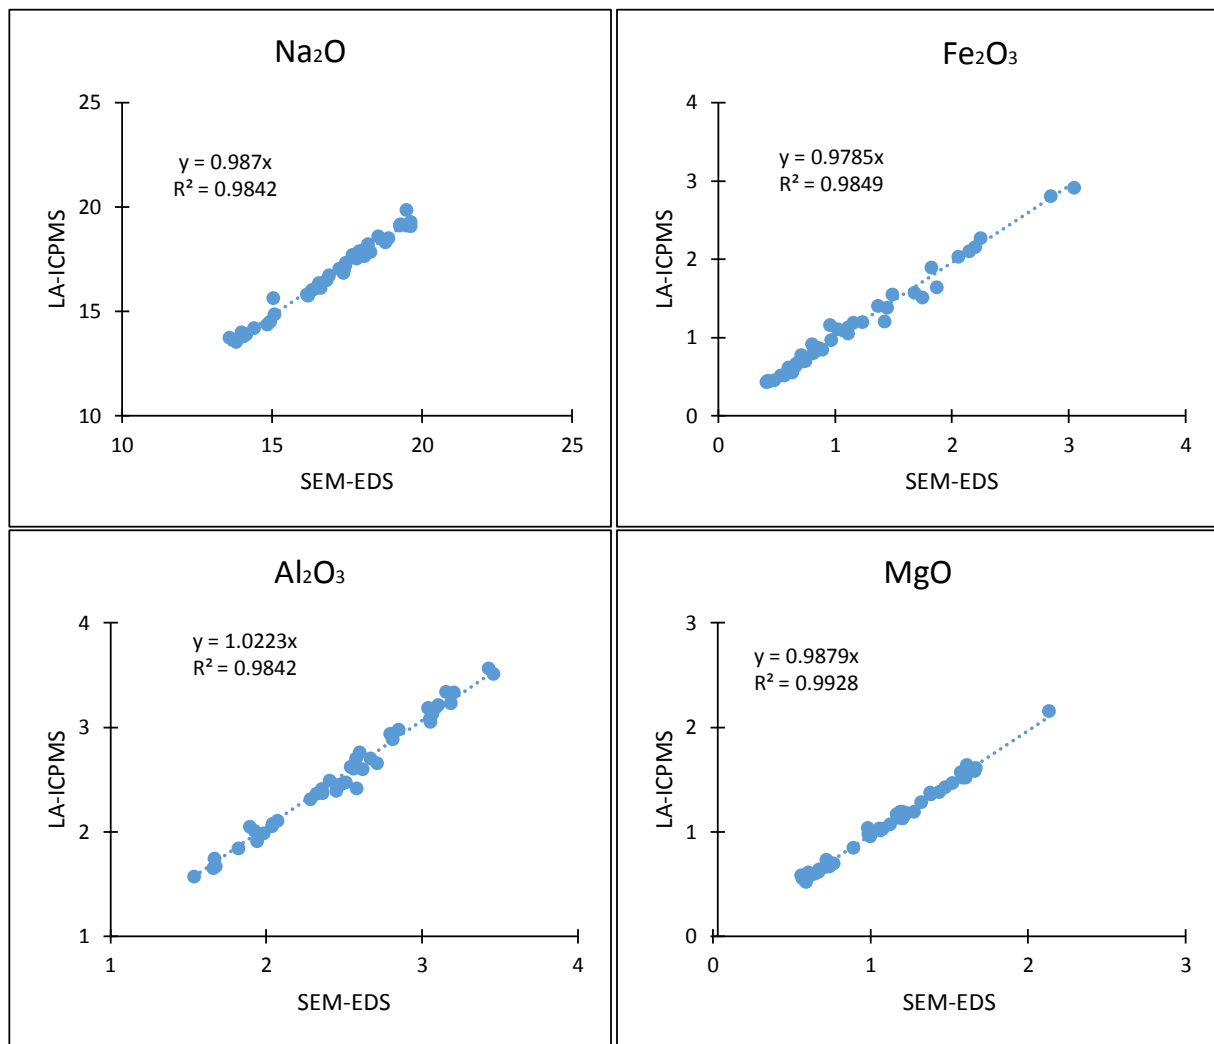 Na₂O
25
20
15
10
y = 0.987x
R² = 0.9842
LA-ICPMS
10
15
20
25
SEM-EDS
Fe₂O₃
4
3
2
1
0
y = 0.9785x
R² = 0.9849
LA-ICPMS
0
1
2
3
4
SEM-EDS
Al₂O₃
4
3
2
1
y = 1.0223x
R² = 0.9842
LA-ICPMS
1
2
3
4
SEM-EDS
MgO
3
2
1
0
y = 0.9879x
R² = 0.9928
LA-ICPMS
0
1
2
3
SEM-EDS